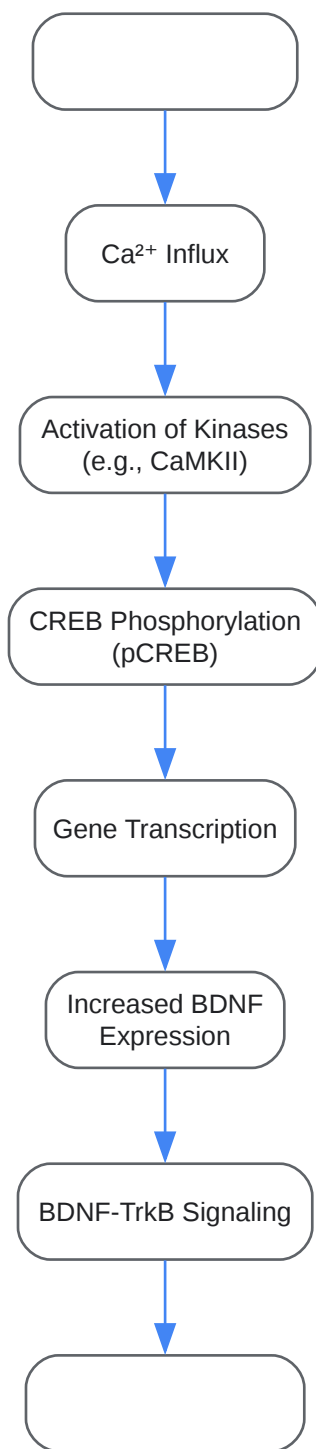 Ca²⁺ Influx
Activation of Kinases
(e.g., CaMKII)
CREB Phosphorylation
(pCREB)
Gene Transcription
Increased BDNF
Expression
BDNF-TrkB Signaling